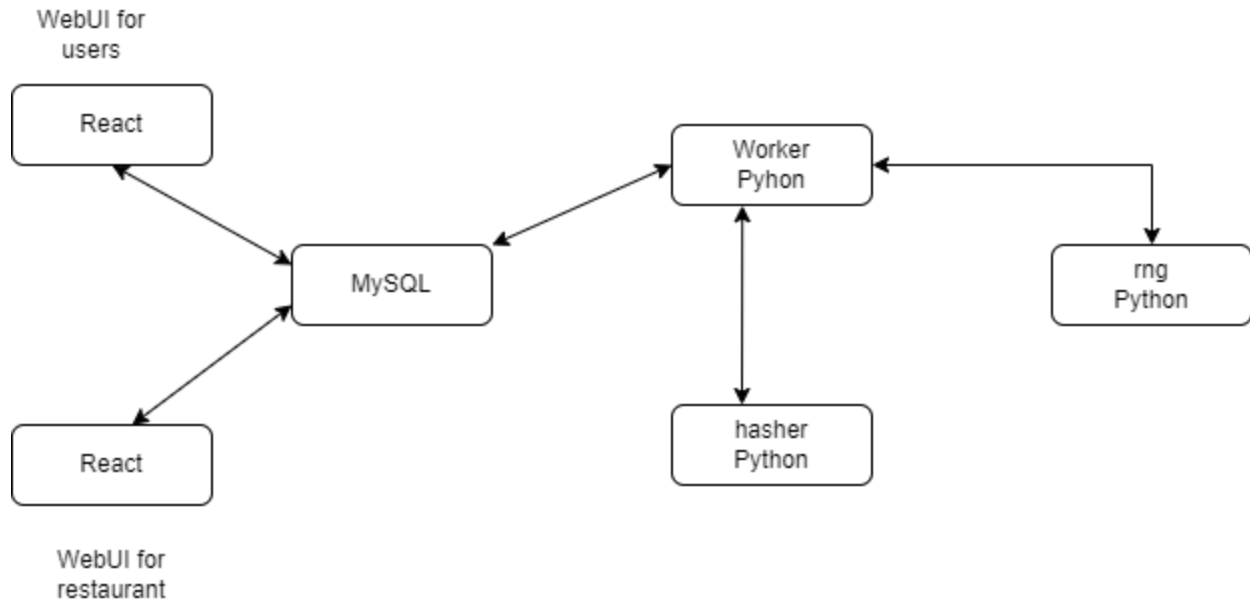 WebUI for
users
React
MySQL
React
WebUI for
restaurant
Worker
Pyhon
hasher
Python
rng
Python